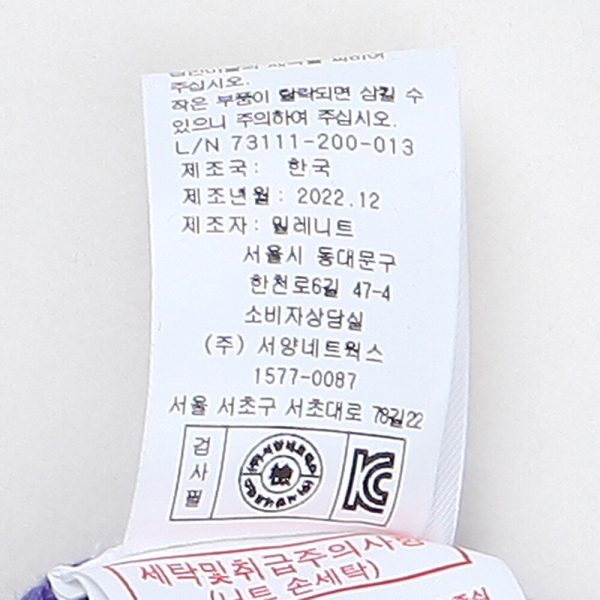 주십시오.
작은 부품이 탈락되면 삼킬 수
있으니 주의하여 주십시오.
L/N 73111-200-013
제조국: 한국
제조년월: 2022.12
제조자: 밀레니트
서울시 동대문구
한천로6길 47-4
소비자상담실
(주) 서양네트웍스
1577-0087
서울 서초구 서초대로 78길22
검사필
檢
세탁및취급주의사항
(니트 손세탁)
주십